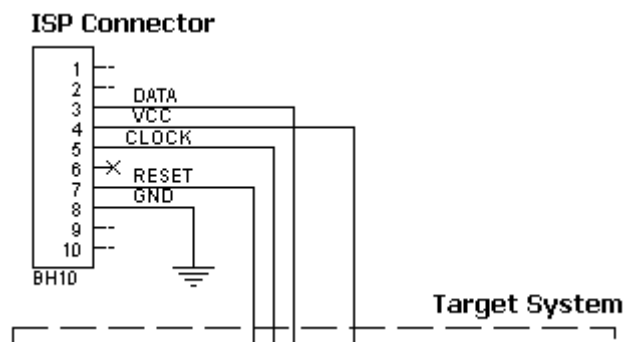 ISP Connector
1
2
3 DATA
4 VCC
5 CLOCK
6
7 RESET
8 GND
9
10
BH10
Target System